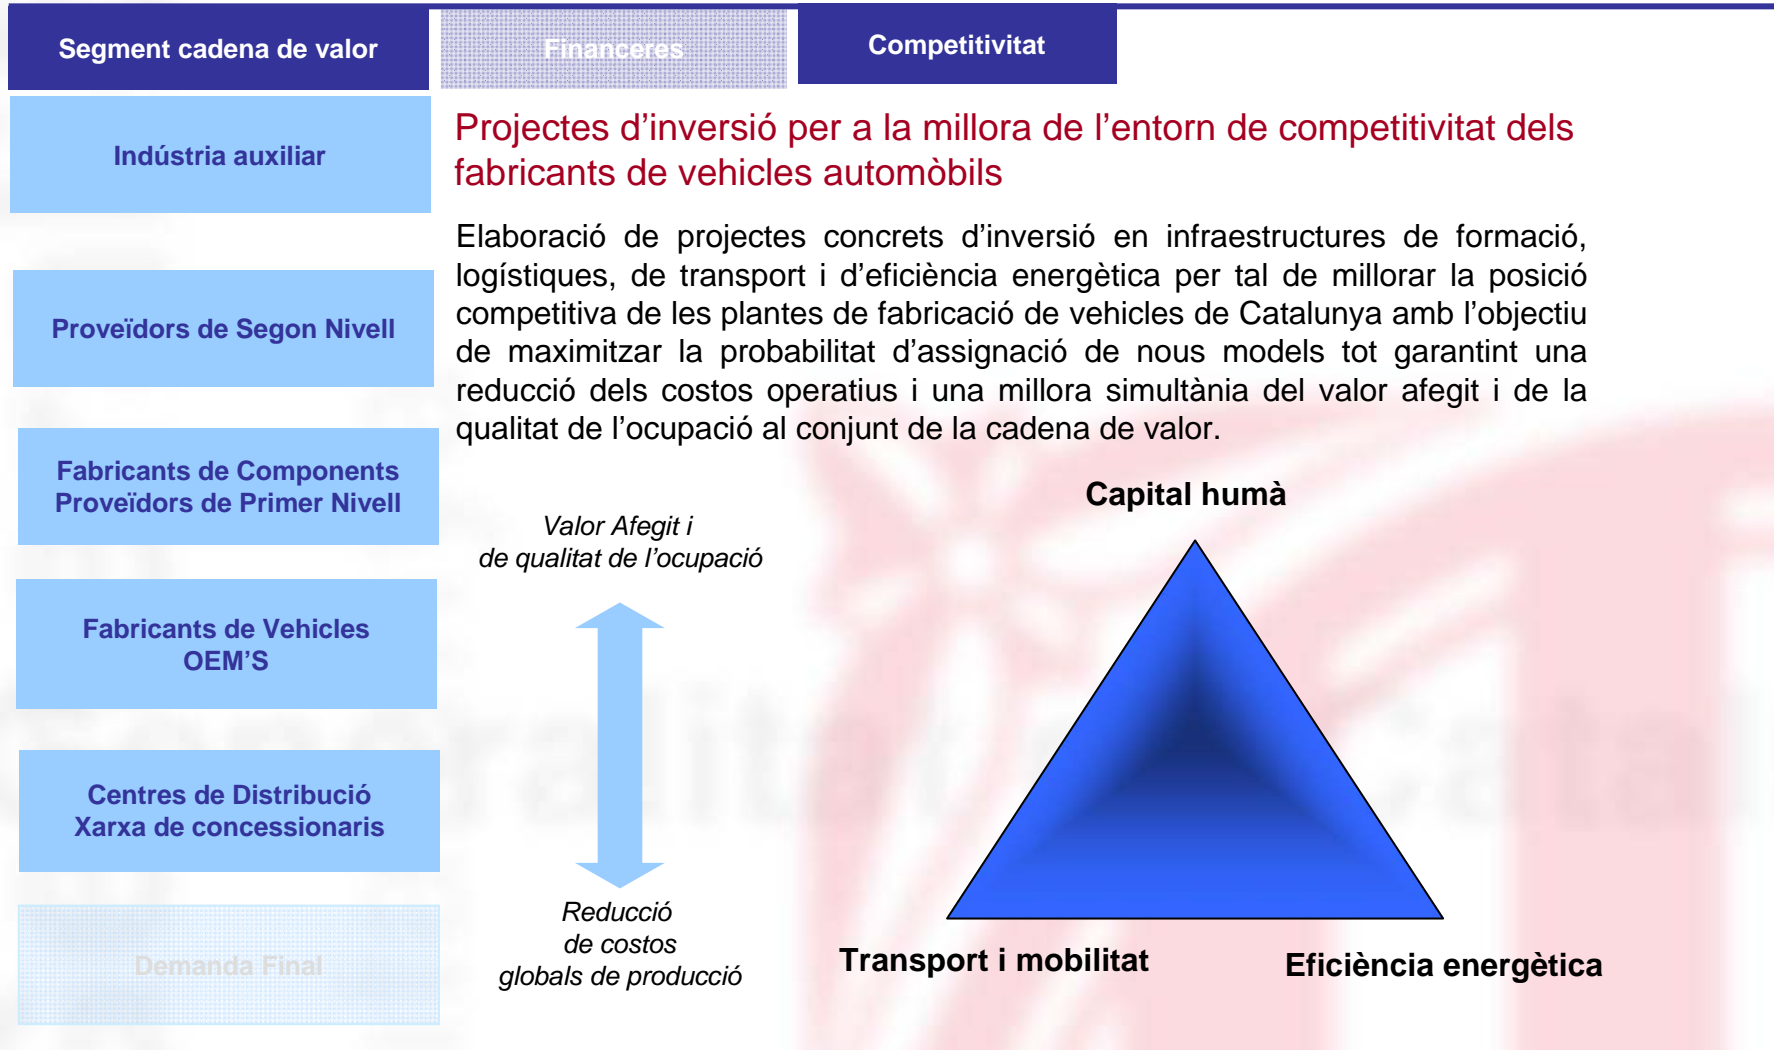 Segment cadena de valor
Financeres
Competitivitat
Indústria auxiliar
Proveïdors de Segon Nivell
Fabricants de Components
Proveïdors de Primer Nivell
Fabricants de Vehicles
OEM’S
Centres de Distribució
Xarxa de concessionaris
Demanda Final
Projectes d’inversió per a la millora de l’entorn de competitivitat dels
fabricants de vehicles automòbils
Elaboració de projectes concrets d’inversió en infraestructures de formació,
logístiques, de transport i d’eficiència energètica per tal de millorar la posició
competitiva de les plantes de fabricació de vehicles de Catalunya amb l’objectiu
de maximitzar la probabilitat d’assignació de nous models tot garantint una
reducció dels costos operatius i una millora simultània del valor afegit i de la
qualitat de l’ocupació al conjunt de la cadena de valor.
Valor Afegit i
de qualitat de l’ocupació
Reducció
de costos
globals de producció
Capital humà
Transport i mobilitat
Eficiència energètica